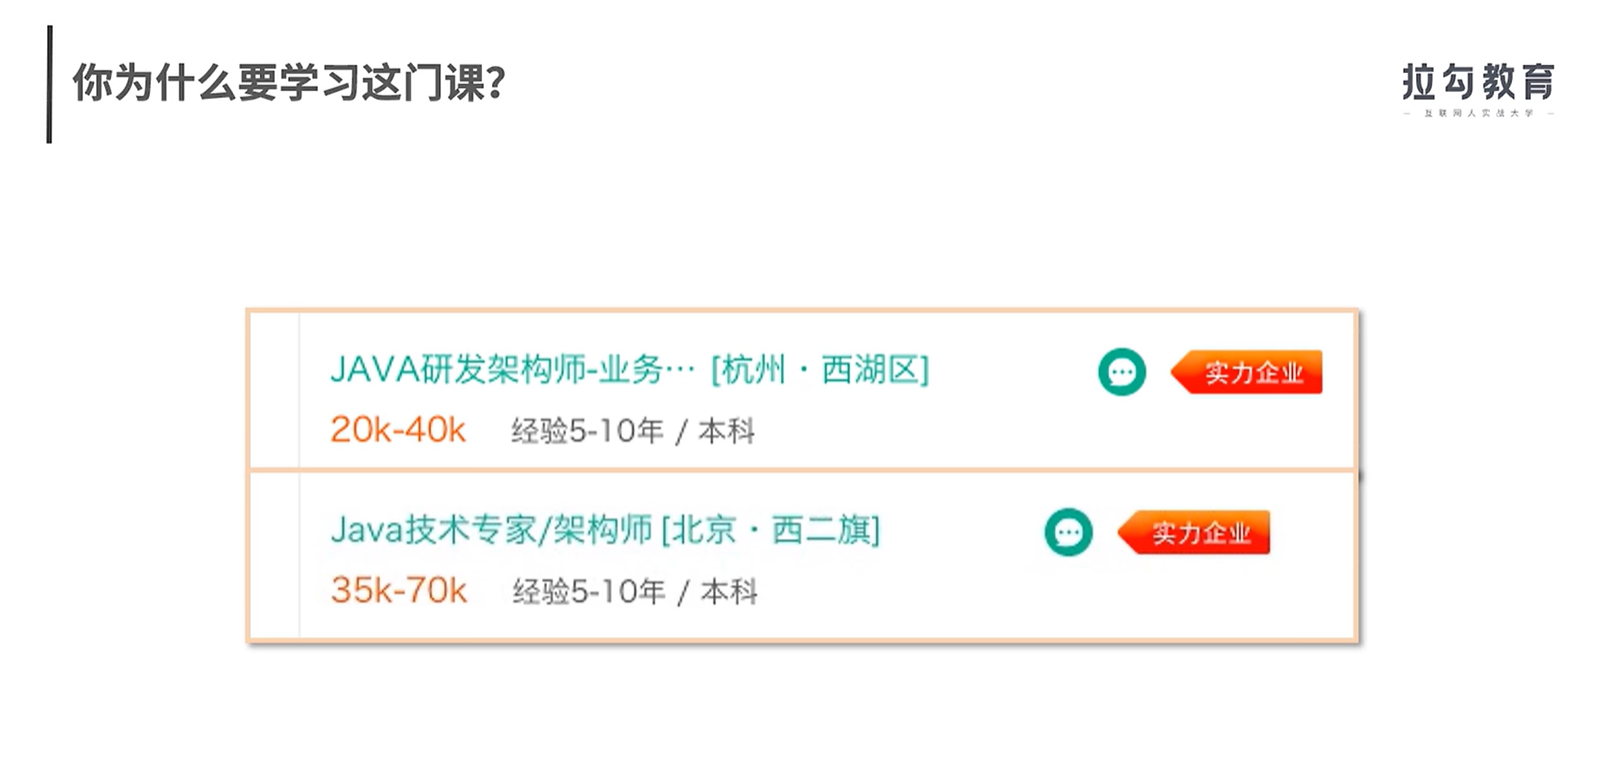 你为什么要学习这门课?
拉勾教育
— 互联网人实战大学 —
JAVA研发架构师-业务··· [杭州·西湖区]
实力企业
20k-40k 经验5-10年 / 本科
Java技术专家/架构师 [北京·西二旗]
实力企业
35k-70k 经验5-10年 / 本科